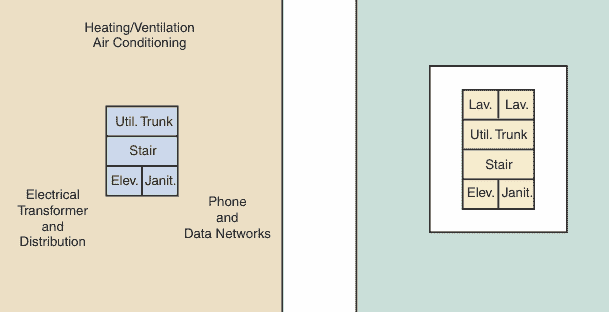 Heating/Ventilation
Air Conditioning
Util. Trunk
Stair
Elev. Janit.
Electrical
Transformer
and
Distribution
Phone
and
Data Networks
Lav. Lav.
Util. Trunk
Stair
Elev. Janit.